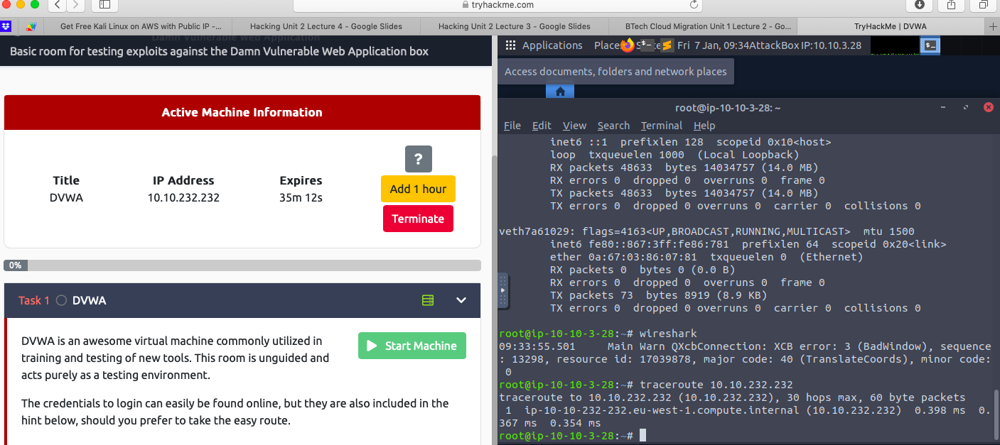 tryhackme.com
Get Free Kali Linux on AWS with Public IP -...
Hacking Unit 2 Lecture 4 - Google Slides
Hacking Unit 2 Lecture 3 - Google Slides
BTech Cloud Migration Unit 1 Lecture 2 - Go...
TryHackMe | DVWA
Damn Vulnerable Web Application
Basic room for testing exploits against the Damn Vulnerable Web Application box
Active Machine Information
Title
IP Address
Expires
?
DVWA
10.10.232.232
35m 12s
Add 1 hour
Terminate
0%
Task 1
DVWA
DVWA is an awesome virtual machine commonly utilized in
training and testing of new tools. This room is unguided and
acts purely as a testing environment.
Start Machine
The credentials to login can easily be found online, but they are also included in the
hint below, should you prefer to take the easy route.
Applications Place
Fri 7 Jan, 09:34AttackBox IP:10.10.3.28
Access documents, folders and network places
root@ip-10-10-3-28: ~
File Edit View Search Terminal Help
inet6 ::1 prefixlen 128 scopeid 0x10<host>
loop txqueuelen 1000 (Local Loopback)
RX packets 48633 bytes 14034757 (14.0 MB)
RX errors 0 dropped 0 overruns 0 frame 0
TX packets 48633 bytes 14034757 (14.0 MB)
TX errors 0 dropped 0 overruns 0 carrier 0 collisions 0
veth7a61029: flags=4163<UP,BROADCAST,RUNNING,MULTICAST> mtu 1500
inet6 fe80::867:3ff:fe86:781 prefixlen 64 scopeid 0x20<link>
ether 0a:67:03:86:07:81 txqueuelen 0 (Ethernet)
RX packets 0 bytes 0 (0.0 B)
RX errors 0 dropped 0 overruns 0 frame 0
TX packets 73 bytes 8919 (8.9 KB)
TX errors 0 dropped 0 overruns 0 carrier 0 collisions 0
root@ip-10-10-3-28:~# wireshark
09:33:55.501 Main Warn QXcbConnection: XCB error: 3 (BadWindow), sequence
: 13298, resource id: 17039878, major code: 40 (TranslateCoords), minor code:
0
root@ip-10-10-3-28:~# traceroute 10.10.232.232
traceroute to 10.10.232.232 (10.10.232.232), 30 hops max, 60 byte packets
1 ip-10-10-232-232.eu-west-1.compute.internal (10.10.232.232) 0.398 ms 0.
367 ms 0.354 ms
root@ip-10-10-3-28:~#